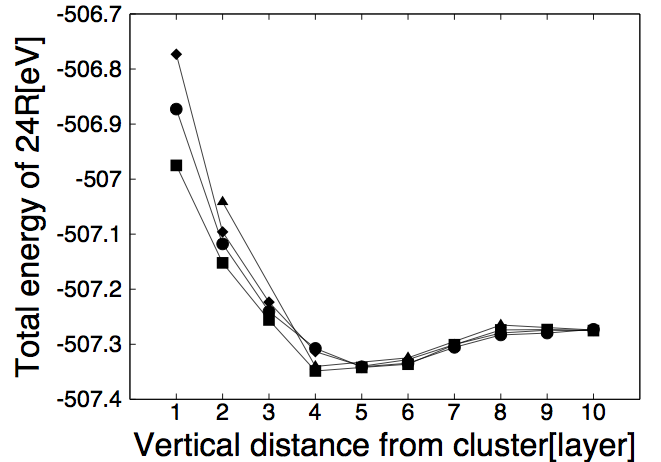 Total energy of 24R[eV]
-506.7
-506.8
-506.9
-507
-507.1
-507.2
-507.3
-507.4
1 2 3 4 5 6 7 8 9 10
Vertical distance from cluster[layer]